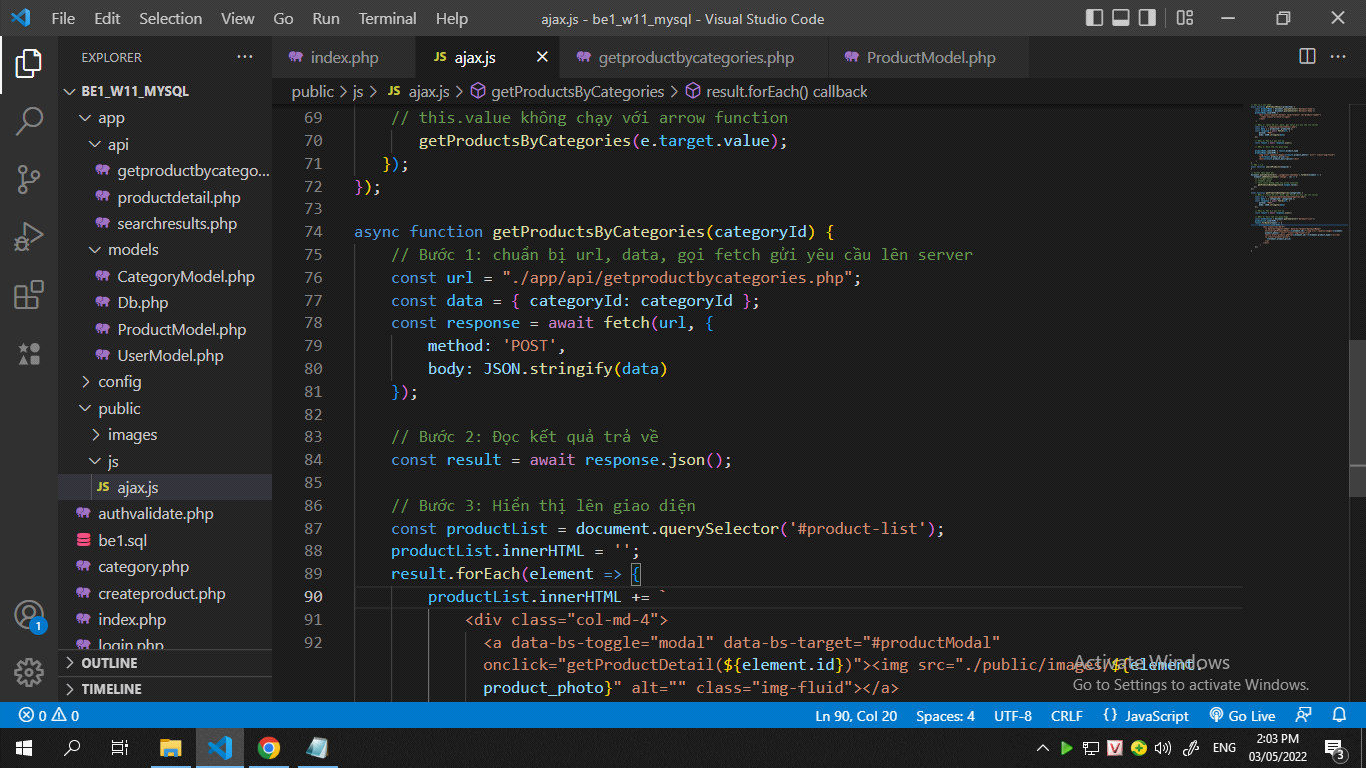 File Edit Selection View Go Run Terminal Help ajax.js - be1_w11_mysql - Visual Studio Code
EXPLORER
index.php
JS ajax.js
getproductbycategories.php
ProductModel.php
public > js > JS ajax.js > getProductsByCategories > result.forEach() callback
BE1_W11_MYSQL
app
api
getproductbycatego...
productdetail.php
searchresults.php
models
CategoryModel.php
Db.php
ProductModel.php
UserModel.php
config
public
images
js
JS ajax.js
authvalidate.php
be1.sql
category.php
createproduct.php
index.php
login.php
OUTLINE
TIMELINE
1
69 // this.value không chạy với arrow function
70 getProductsByCategories(e.target.value);
71 });
72 });
73
74 async function getProductsByCategories(categoryId) {
75 // Bước 1: chuẩn bị url, data, gọi fetch gửi yêu cầu lên server
76 const url = "./app/api/getproductbycategories.php";
77 const data = { categoryId: categoryId };
78 const response = await fetch(url, {
79 method: 'POST',
80 body: JSON.stringify(data)
81 });
82
83 // Bước 2: Đọc kết quả trả về
84 const result = await response.json();
85
86 // Bước 3: Hiển thị lên giao diện
87 const productList = document.querySelector('#product-list');
88 productList.innerHTML = '';
89 result.forEach(element => {
90 productList.innerHTML += `
91 <div class="col-md-4">
92 <a data-bs-toggle="modal" data-bs-target="#productModal"
onclick="getProductDetail(${element.id})"><img src="./public/images/${element.
product_photo}" alt="" class="img-fluid"></a>
Activate Windows
Go to Settings to activate Windows.
0 0 Ln 90, Col 20 Spaces: 4 UTF-8 CRLF {} JavaScript Go Live
ENG
2:03 PM
03/05/2022
3